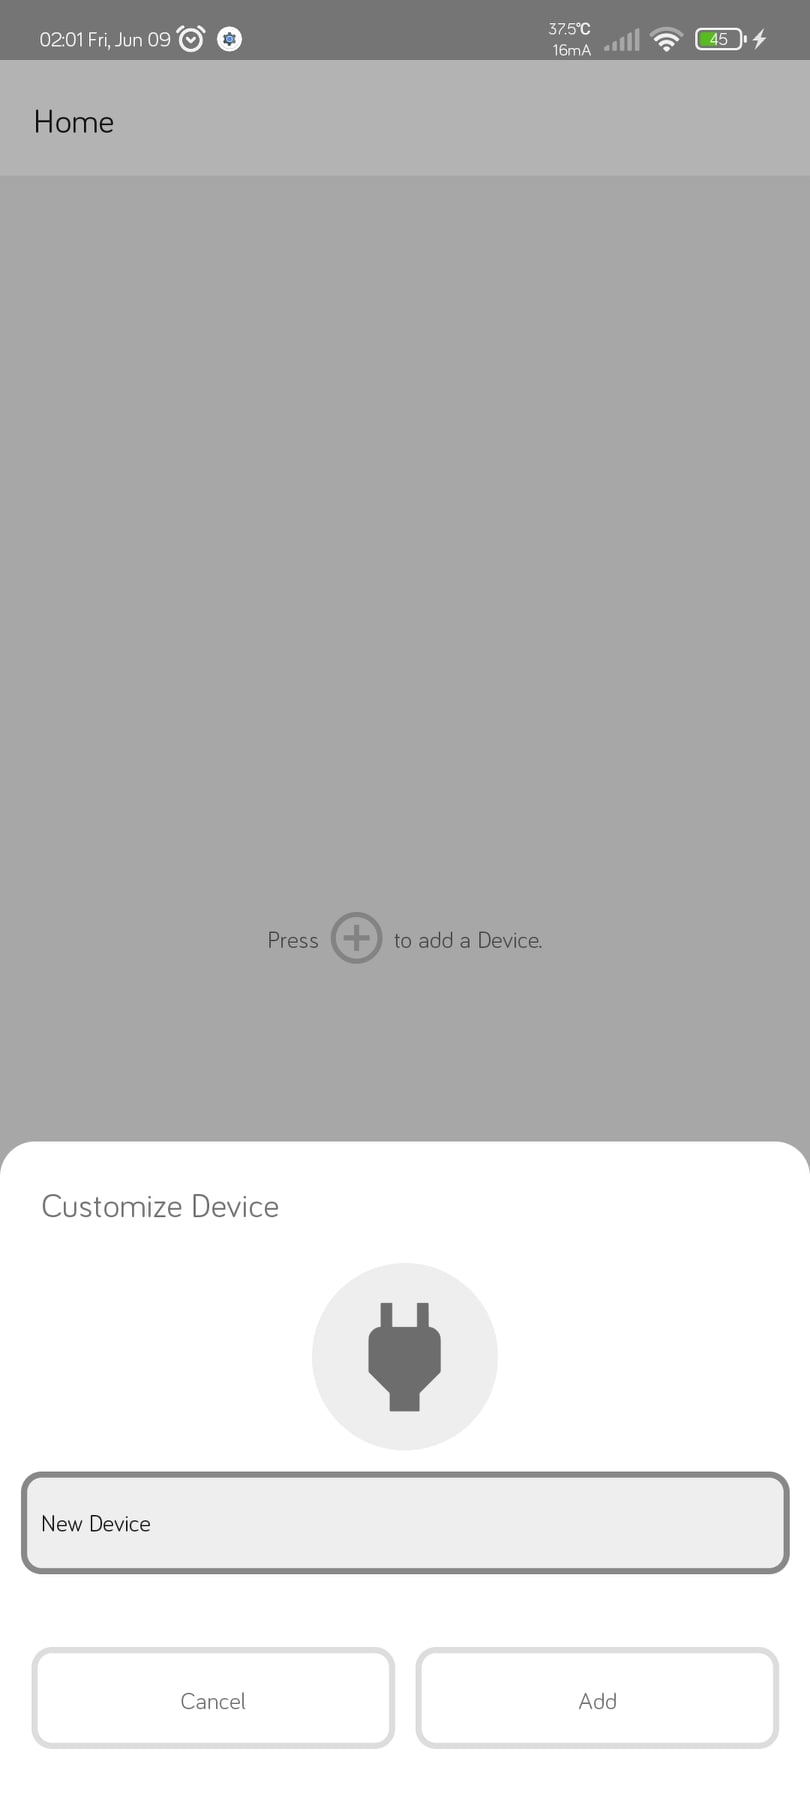 02:01 Fri, Jun 09
37.5℃
16mA
45
Home
Press to add a Device.
Customize Device
New Device
Cancel Add